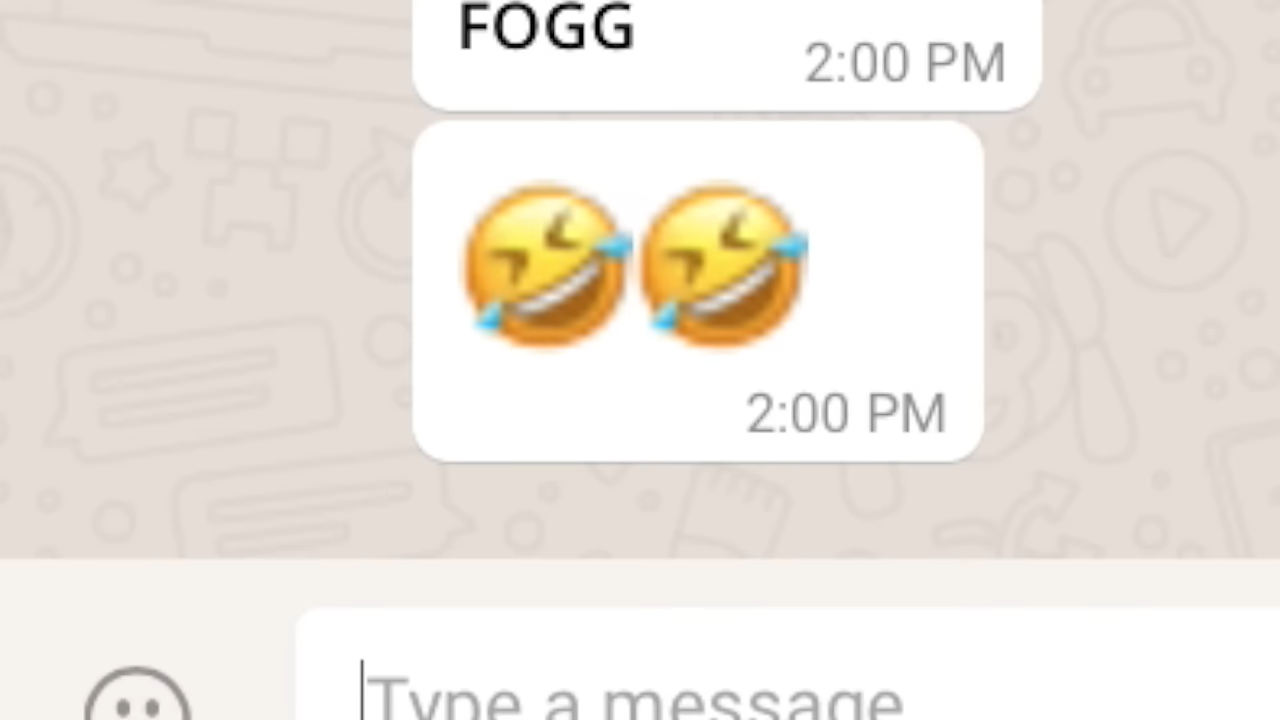 FOGG
2:00 PM
🤣🤣
2:00 PM
Type a message